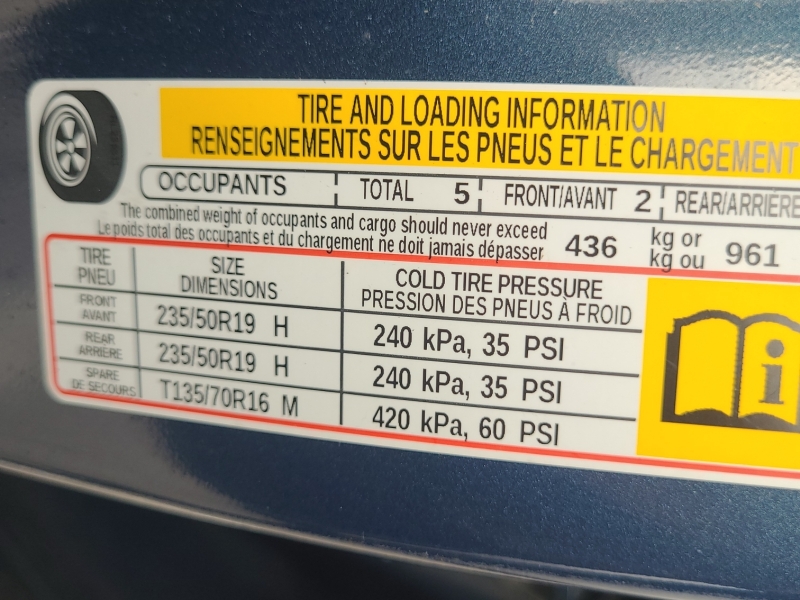 TIRE AND LOADING INFORMATION
RENSEIGNEMENTS SUR LES PNEUS ET LE CHARGEMENT
OCCUPANTS TOTAL 5 FRONT/AVANT 2 REAR/ARRIÈRE
The combined weight of occupants and cargo should never exceed
Le poids total des occupants et du chargement ne doit jamais dépasser
436 kg or
kg ou 961
TIRE
PNEU
SIZE
DIMENSIONS
COLD TIRE PRESSURE
PRESSION DES PNEUS À FROID
FRONT
AVANT
235/50R19 H
240 kPa, 35 PSI
REAR
ARRIÈRE
235/50R19 H
240 kPa, 35 PSI
SPARE
DE SECOURS
T135/70R16 M
420 kPa, 60 PSI
i